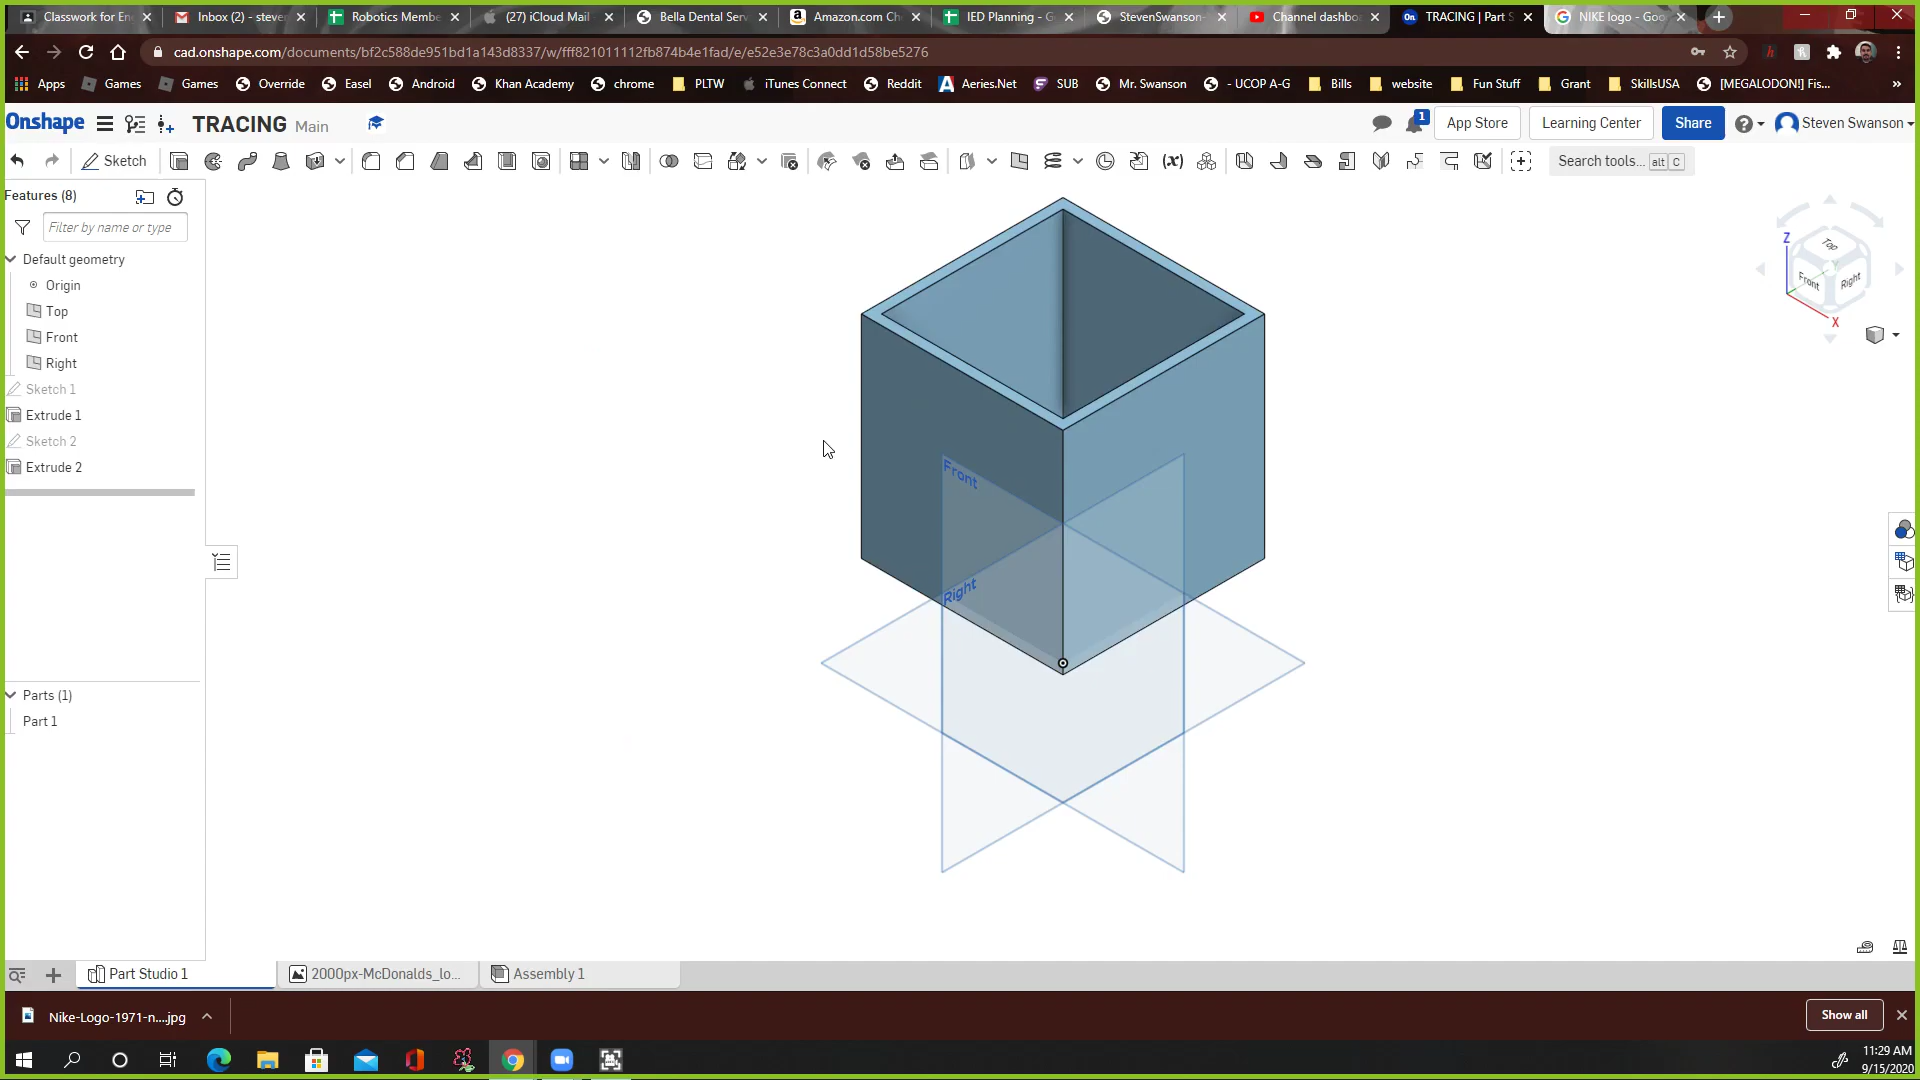 Classwork for En
Inbox (2) - steven
Robotics Membe
(27) iCloud Mail
Bella Dental Serv
Amazon.com Ch
IED Planning - G
StevenSwanson-
Channel dashboa
TRACING | Part S
NIKE logo - Goo
cad.onshape.com/documents/bf2c588de951bd1a143d8337/w/fff821011112fb874b4e1fad/e/e52e3e78c3a0dd1d58be5276
Apps
Games
Games
Override
Easel
Android
Khan Academy
chrome
PLTW
iTunes Connect
Reddit
Aeries.Net
SUB
Mr. Swanson
- UCOP A-G
Bills
website
Fun Stuff
Grant
SkillsUSA
[MEGALODON!] Fis...
»
Onshape
TRACING Main
1
App Store
Learning Center
Share
Steven Swanson
Sketch
(x)
Search tools... alt C
Features (8)
Filter by name or type
Default geometry
Origin
Top
Front
Right
Sketch 1
Extrude 1
Sketch 2
Extrude 2
Parts (1)
Part 1
Front
Right
Z
Top
Front
Right
X
Part Studio 1
2000px-McDonalds_lo...
Assembly 1
Nike-Logo-1971-n....jpg
Show all
11:29 AM
9/15/2020